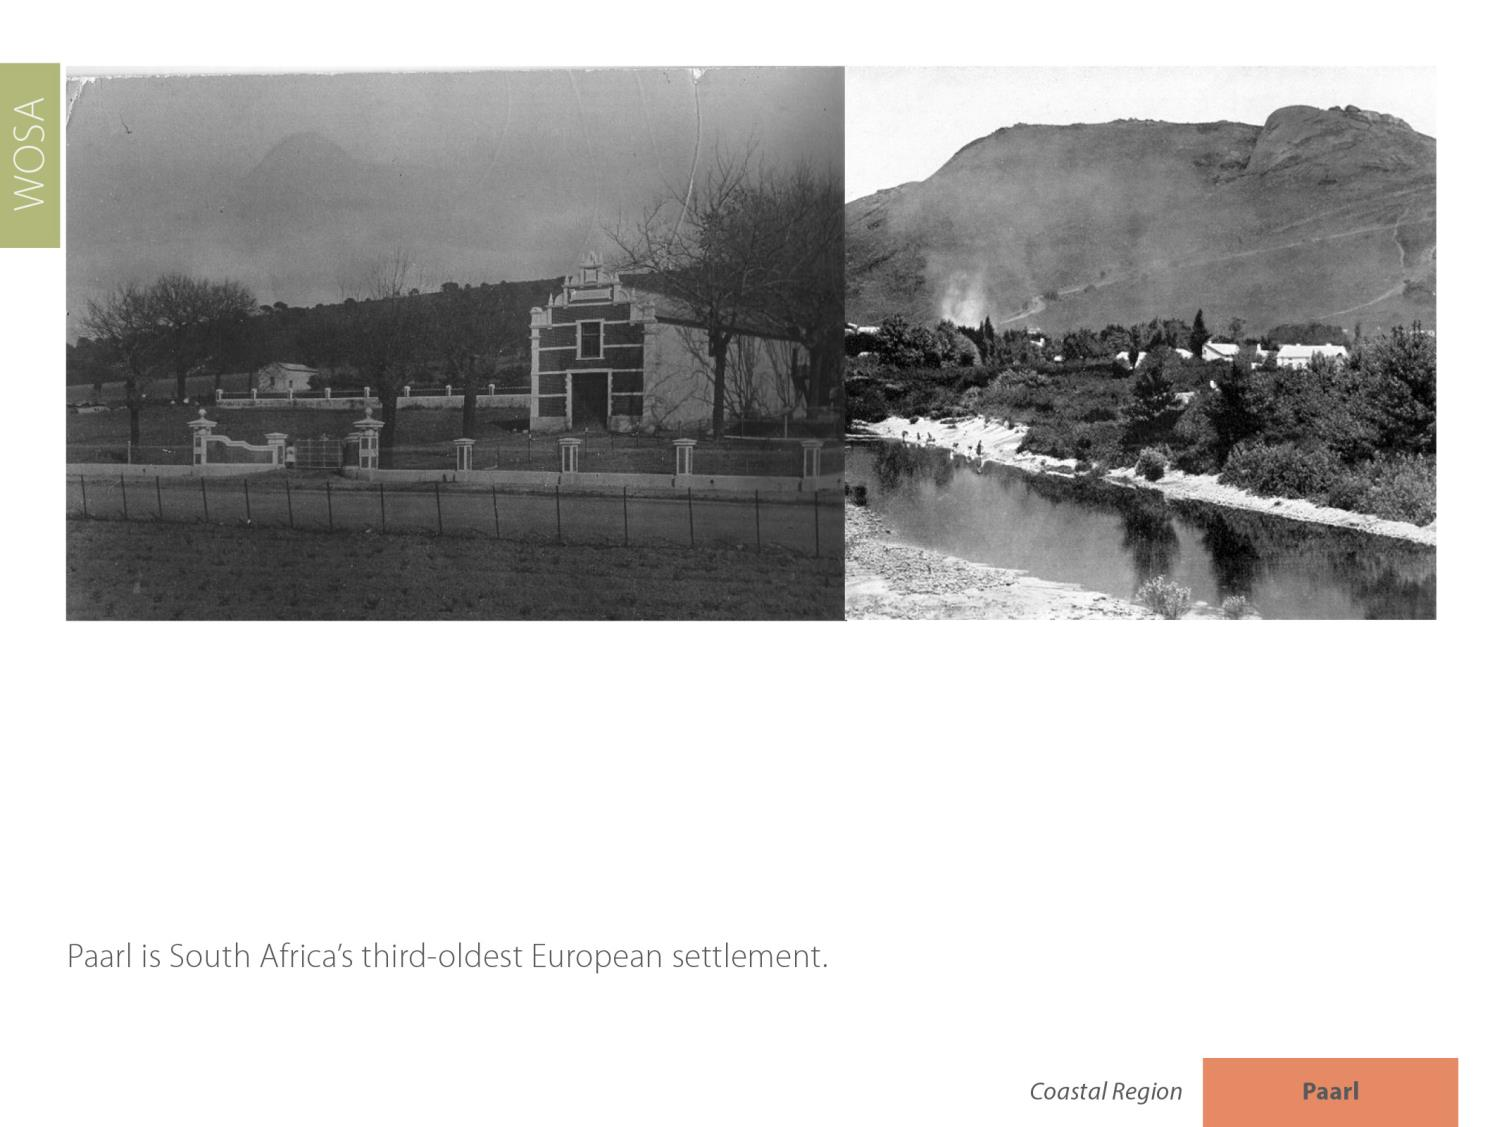 WOSA
Paarl is South Africa’s third-oldest European settlement.
Coastal Region
Paarl